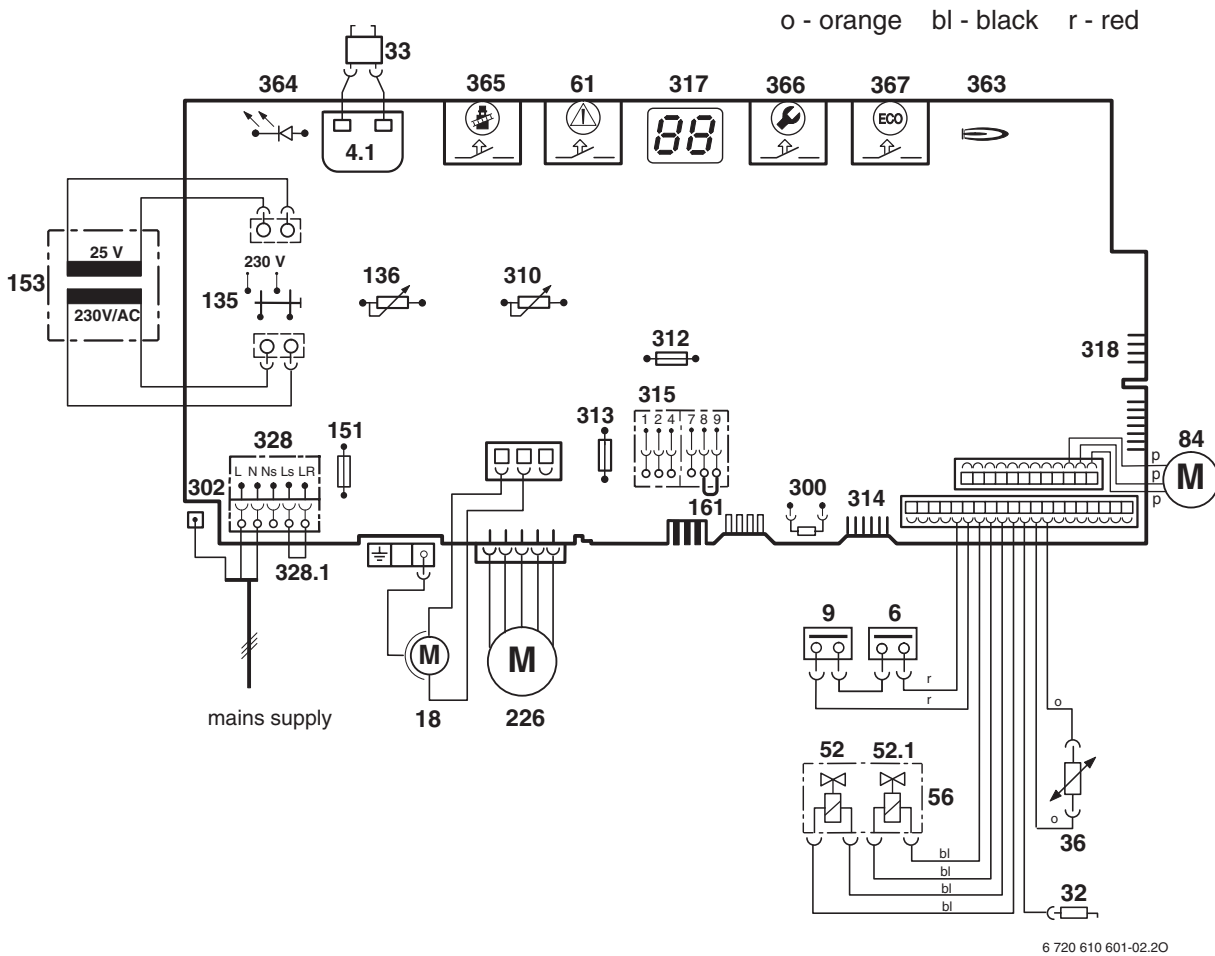 o - orange bl - black r - red
33
364 365 61 317 366 367 363
ECO
88
4.1
25 V
153
230V/AC
230 V
135
136
310
312
318
315
1 2 4 7 8 9
313
151
328
L N Ns Ls LR
302
84
M
p
p
p
161
300
314
328.1
mains supply
M
18
M
226
9 6
r
r
52 52.1
56
bl
bl
bl
bl
o
o
36
32
6 720 610 601-02.2O